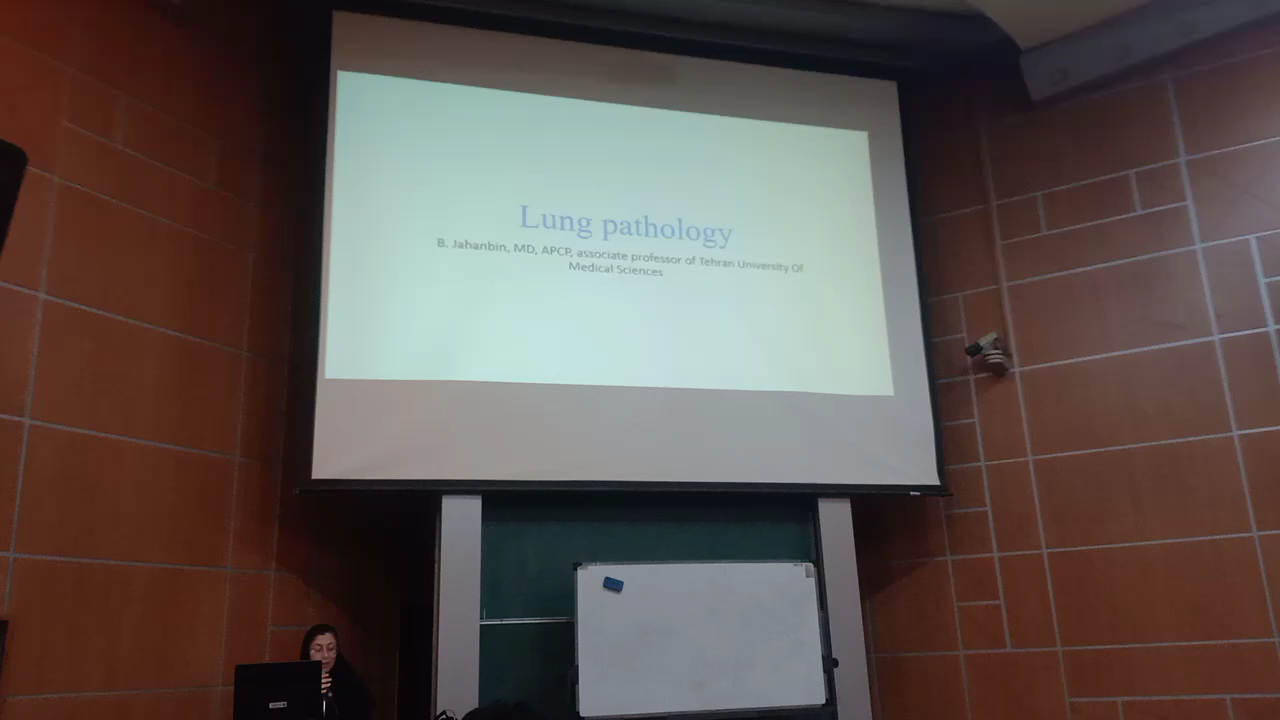 Lung pathology
B. Jahanbin, MD, APCP, associate professor of Tehran University Of
Medical Sciences